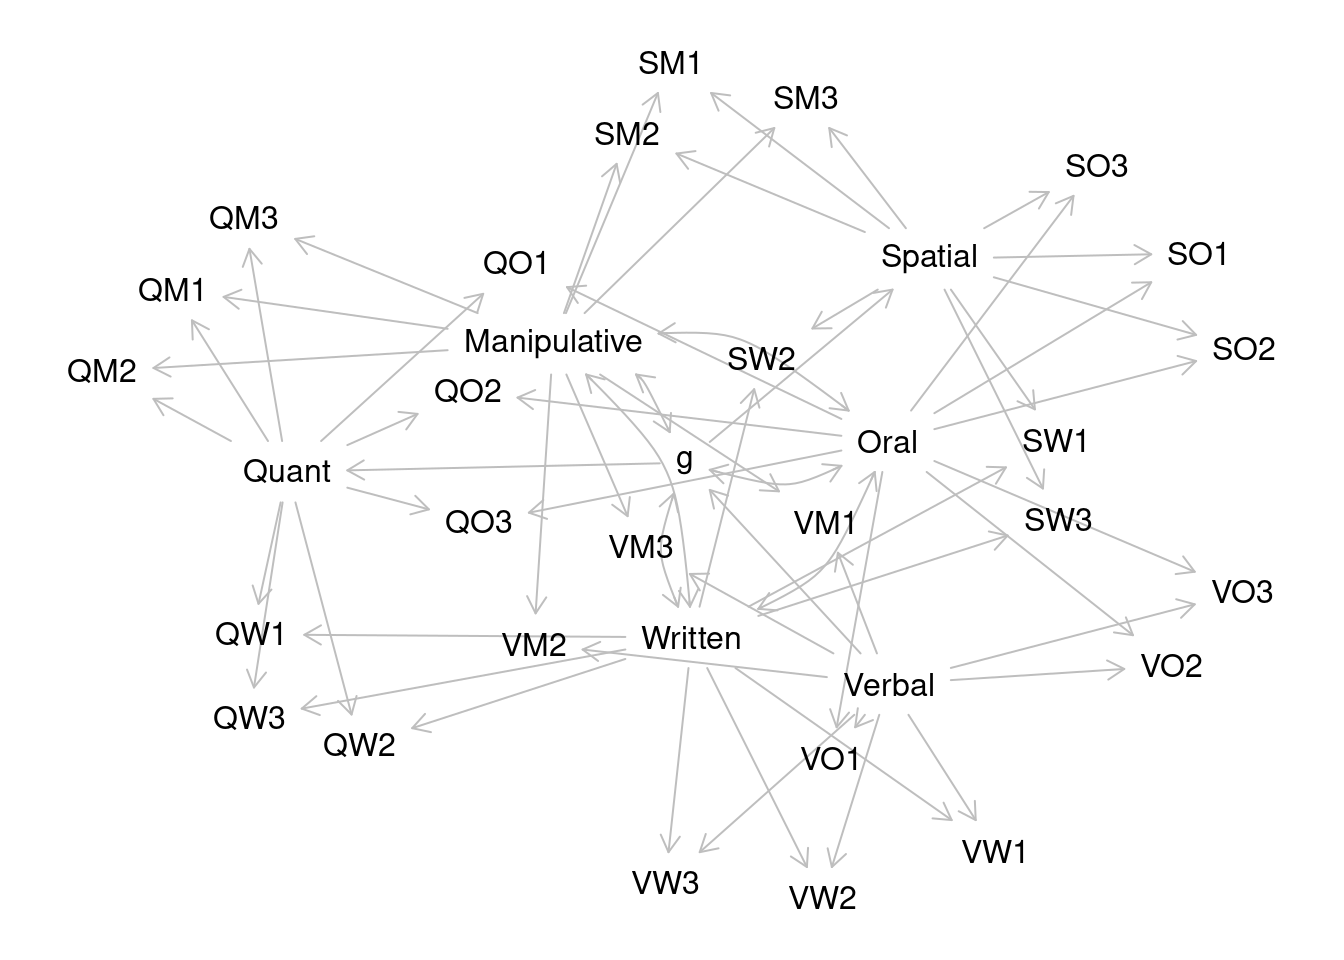 SM1
SM3
SM2
SO3
QM3
SO1
Spatial
QO1
QM1
Manipulative
SO2
SW2
QM2
QO2
SW1
Oral
g
Quant
SW3
QO3
VM1
VM3
VO3
QW1
Written
VM2
VO2
Verbal
QW3
QW2
VO1
VW1
VW3
VW2